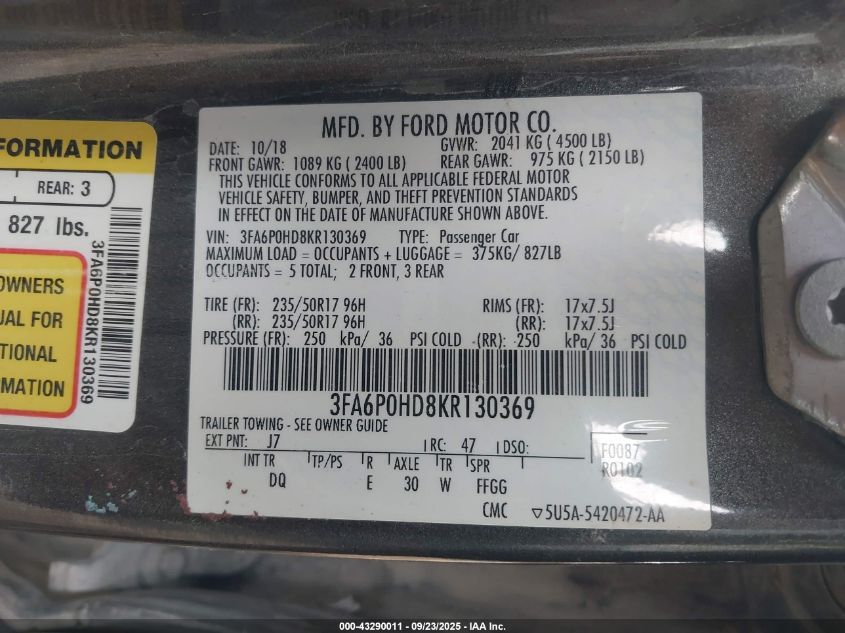 FORMATION
REAR: 3
827 lbs.
OWNERS
UAL FOR
TIONAL
RMATION
3FA6P0HD8KR130369
MFD. BY FORD MOTOR CO.
DATE: 10/18 GVWR: 2041 KG ( 4500 LB)
FRONT GAWR: 1089 KG ( 2400 LB) REAR GAWR: 975 KG ( 2150 LB)
THIS VEHICLE CONFORMS TO ALL APPLICABLE FEDERAL MOTOR
VEHICLE SAFETY, BUMPER, AND THEFT PREVENTION STANDARDS
IN EFFECT ON THE DATE OF MANUFACTURE SHOWN ABOVE.
VIN: 3FA6P0HD8KR130369 TYPE: Passenger Car
MAXIMUM LOAD = OCCUPANTS + LUGGAGE = 375KG/ 827LB
OCCUPANTS = 5 TOTAL; 2 FRONT, 3 REAR
TIRE (FR): 235/50R17 96H RIMS (FR): 17x7.5J
(RR): 235/50R17 96H (RR): 17x7.5J
PRESSURE (FR): 250 kPa/ 36 PSI COLD (RR): 250 kPa/ 36 PSI COLD
3FA6P0HD8KR130369
TRAILER TOWING - SEE OWNER GUIDE
EXT PNT: J7 RC: 47 DSO:
F0087
R0102
INT TR TP/PS R AXLE TR SPR
DQ E 30 W FFGG
CMC ▽5U5A-5420472-AA
000-43290011 - 09/23/2025 - IAA Inc.